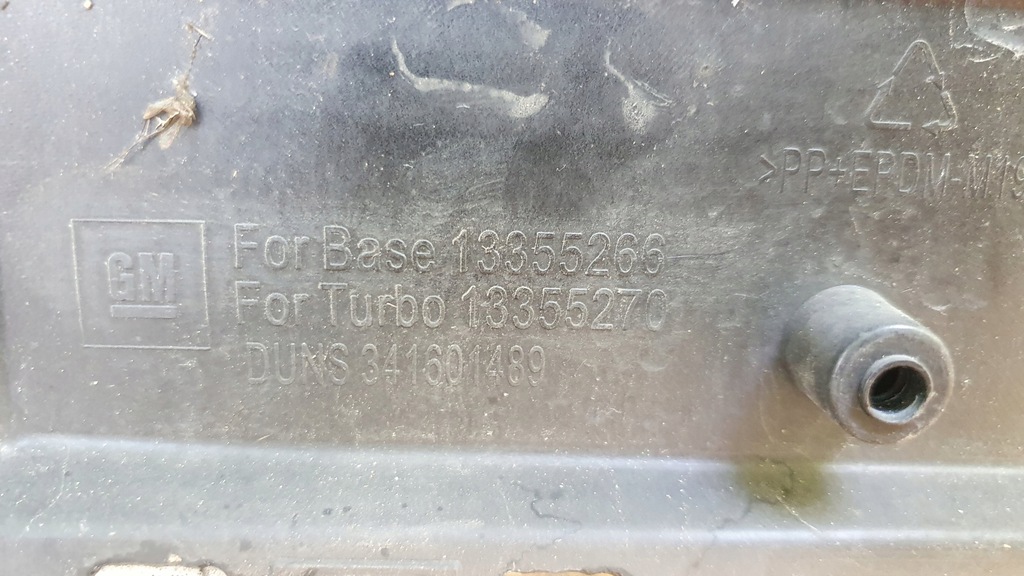 >PP+EPDM-M19
GM
For Base 13355266
For Turbo 13355270
DUNS 341601489